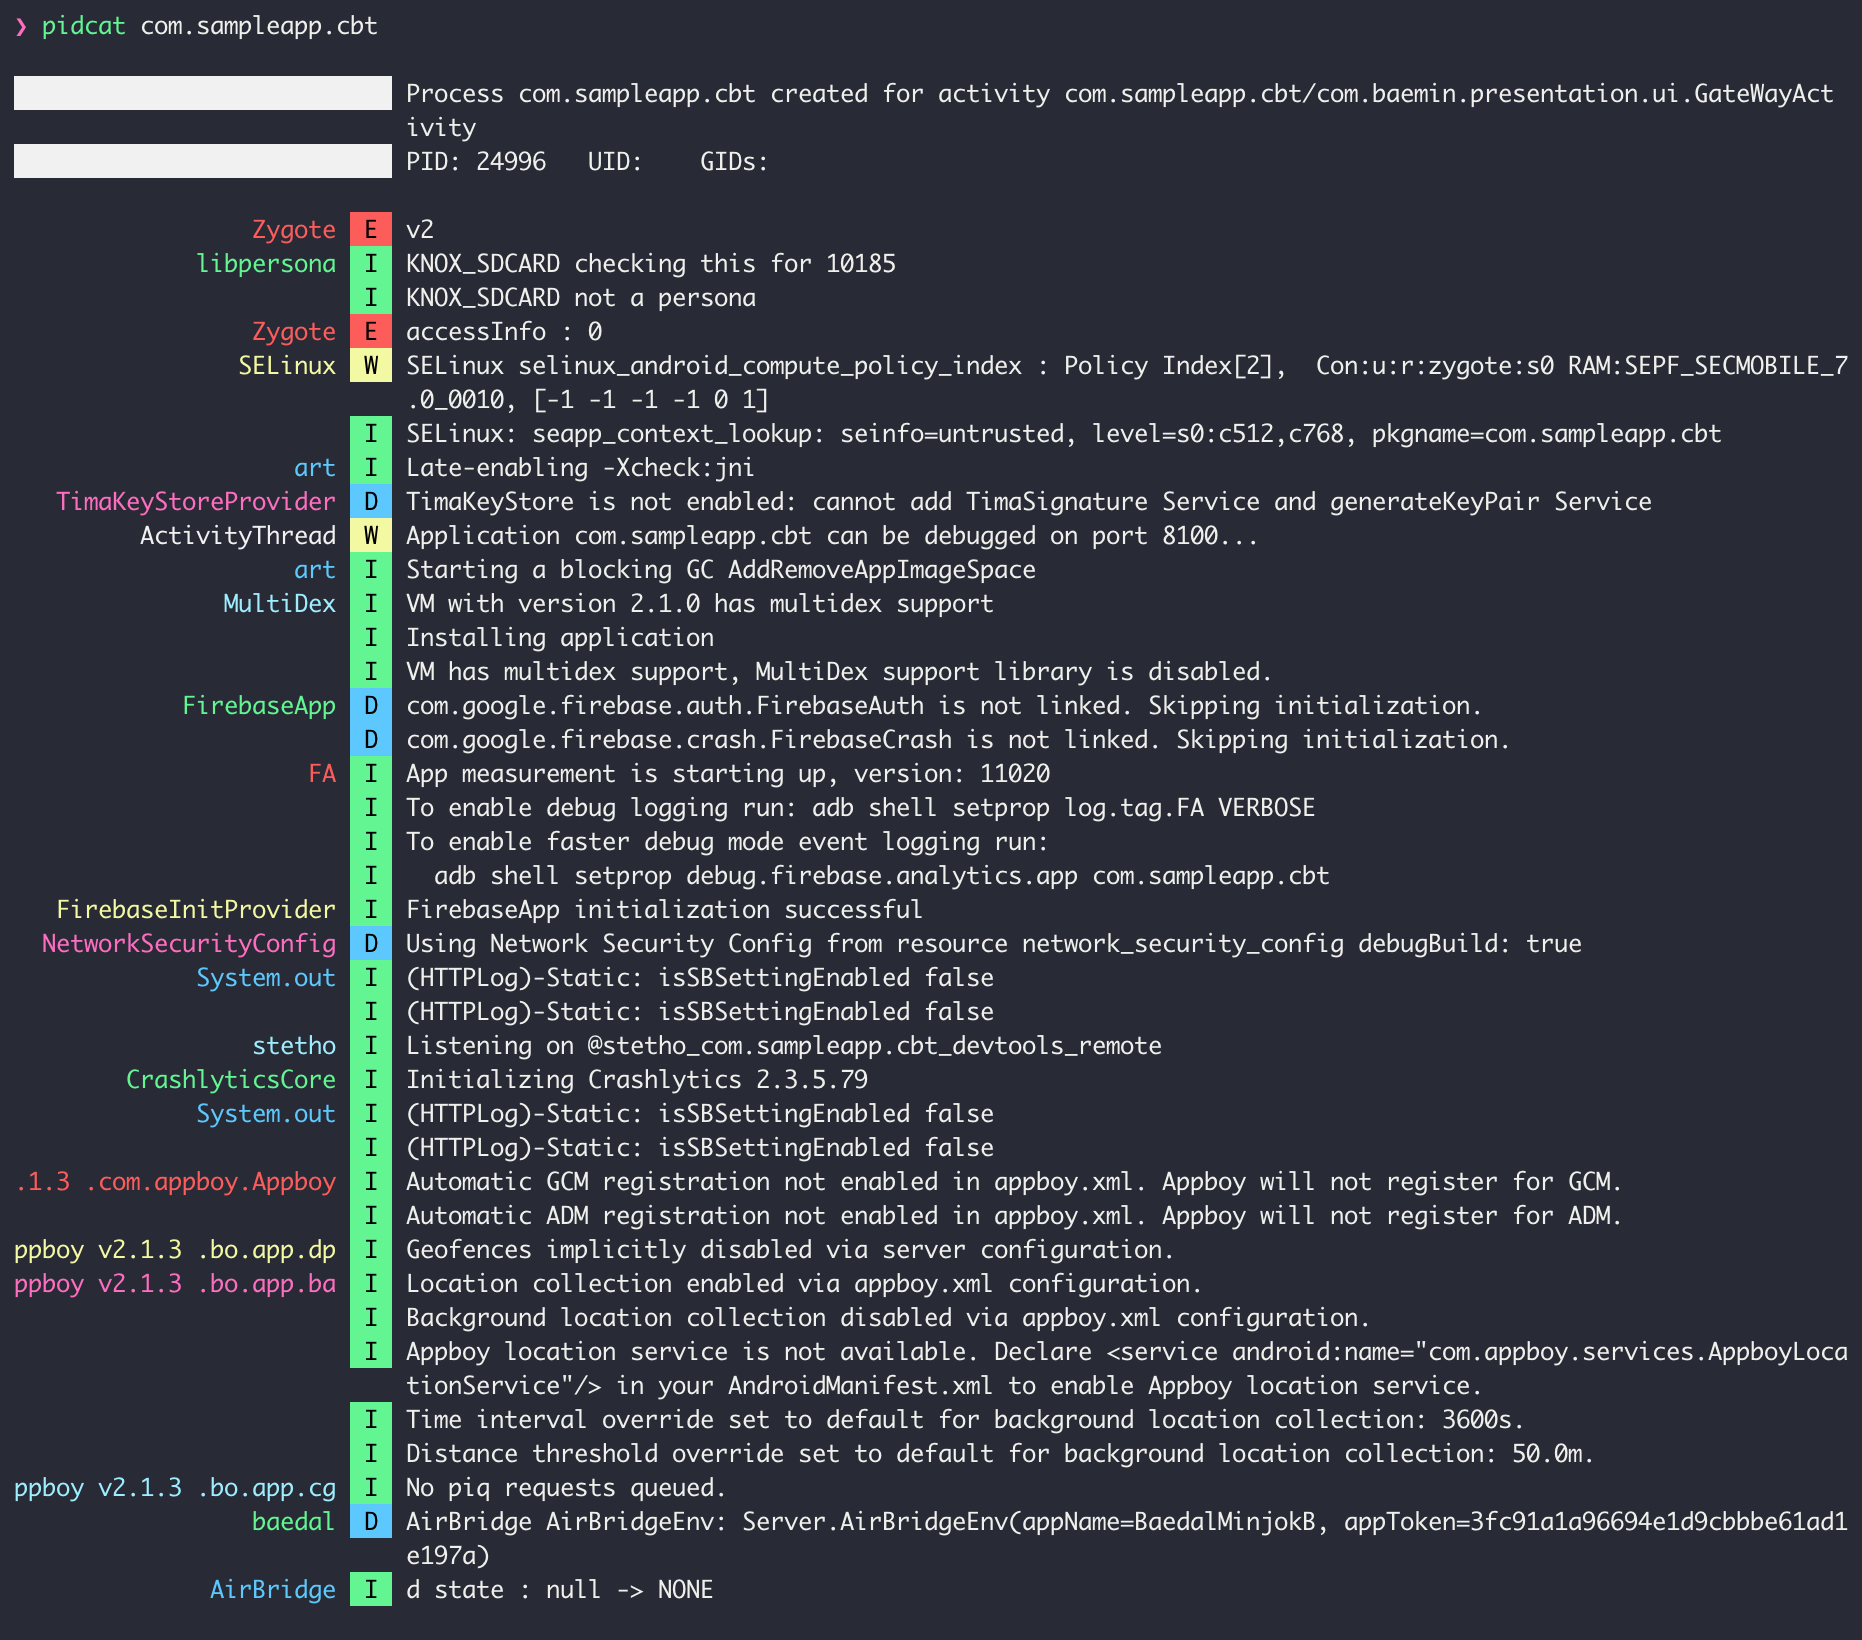 ❯ pidcat com.sampleapp.cbt
Process com.sampleapp.cbt created for activity com.sampleapp.cbt/com.baemin.presentation.ui.GateWayAct
ivity
PID: 24996   UID:    GIDs:
Zygote E v2
libpersona I KNOX_SDCARD checking this for 10185
I KNOX_SDCARD not a persona
Zygote E accessInfo : 0
SELinux W SELinux selinux_android_compute_policy_index : Policy Index[2],  Con:u:r:zygote:s0 RAM:SEPF_SECMOBILE_7
.0_0010, [-1 -1 -1 -1 0 1]
I SELinux: seapp_context_lookup: seinfo=untrusted, level=s0:c512,c768, pkgname=com.sampleapp.cbt
art I Late-enabling -Xcheck:jni
TimaKeyStoreProvider D TimaKeyStore is not enabled: cannot add TimaSignature Service and generateKeyPair Service
ActivityThread W Application com.sampleapp.cbt can be debugged on port 8100...
art I Starting a blocking GC AddRemoveAppImageSpace
MultiDex I VM with version 2.1.0 has multidex support
I Installing application
I VM has multidex support, MultiDex support library is disabled.
FirebaseApp D com.google.firebase.auth.FirebaseAuth is not linked. Skipping initialization.
D com.google.firebase.crash.FirebaseCrash is not linked. Skipping initialization.
FA I App measurement is starting up, version: 11020
I To enable debug logging run: adb shell setprop log.tag.FA VERBOSE
I To enable faster debug mode event logging run:
I   adb shell setprop debug.firebase.analytics.app com.sampleapp.cbt
FirebaseInitProvider I FirebaseApp initialization successful
NetworkSecurityConfig D Using Network Security Config from resource network_security_config debugBuild: true
System.out I (HTTPLog)-Static: isSBSettingEnabled false
I (HTTPLog)-Static: isSBSettingEnabled false
stetho I Listening on @stetho_com.sampleapp.cbt_devtools_remote
CrashlyticsCore I Initializing Crashlytics 2.3.5.79
System.out I (HTTPLog)-Static: isSBSettingEnabled false
I (HTTPLog)-Static: isSBSettingEnabled false
.1.3 .com.appboy.Appboy I Automatic GCM registration not enabled in appboy.xml. Appboy will not register for GCM.
I Automatic ADM registration not enabled in appboy.xml. Appboy will not register for ADM.
ppboy v2.1.3 .bo.app.dp I Geofences implicitly disabled via server configuration.
ppboy v2.1.3 .bo.app.ba I Location collection enabled via appboy.xml configuration.
I Background location collection disabled via appboy.xml configuration.
I Appboy location service is not available. Declare <service android:name="com.appboy.services.AppboyLoca
tionService"/> in your AndroidManifest.xml to enable Appboy location service.
I Time interval override set to default for background location collection: 3600s.
I Distance threshold override set to default for background location collection: 50.0m.
ppboy v2.1.3 .bo.app.cg I No piq requests queued.
baedal D AirBridge AirBridgeEnv: Server.AirBridgeEnv(appName=BaedalMinjokB, appToken=3fc91a1a96694e1d9cbbbe61ad1
e197a)
AirBridge I d state : null -> NONE